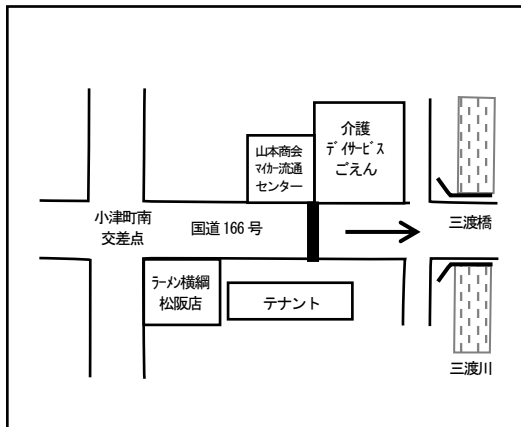 介護
ﾃﾞｲｻｰﾋﾞｽ
ごえん
山本商会
ﾏｲｶｰ流通
センター
小津町南
交差点
国道 166 号
三渡橋
ﾗｰﾒﾝ横綱
松阪店
テナント
三渡川